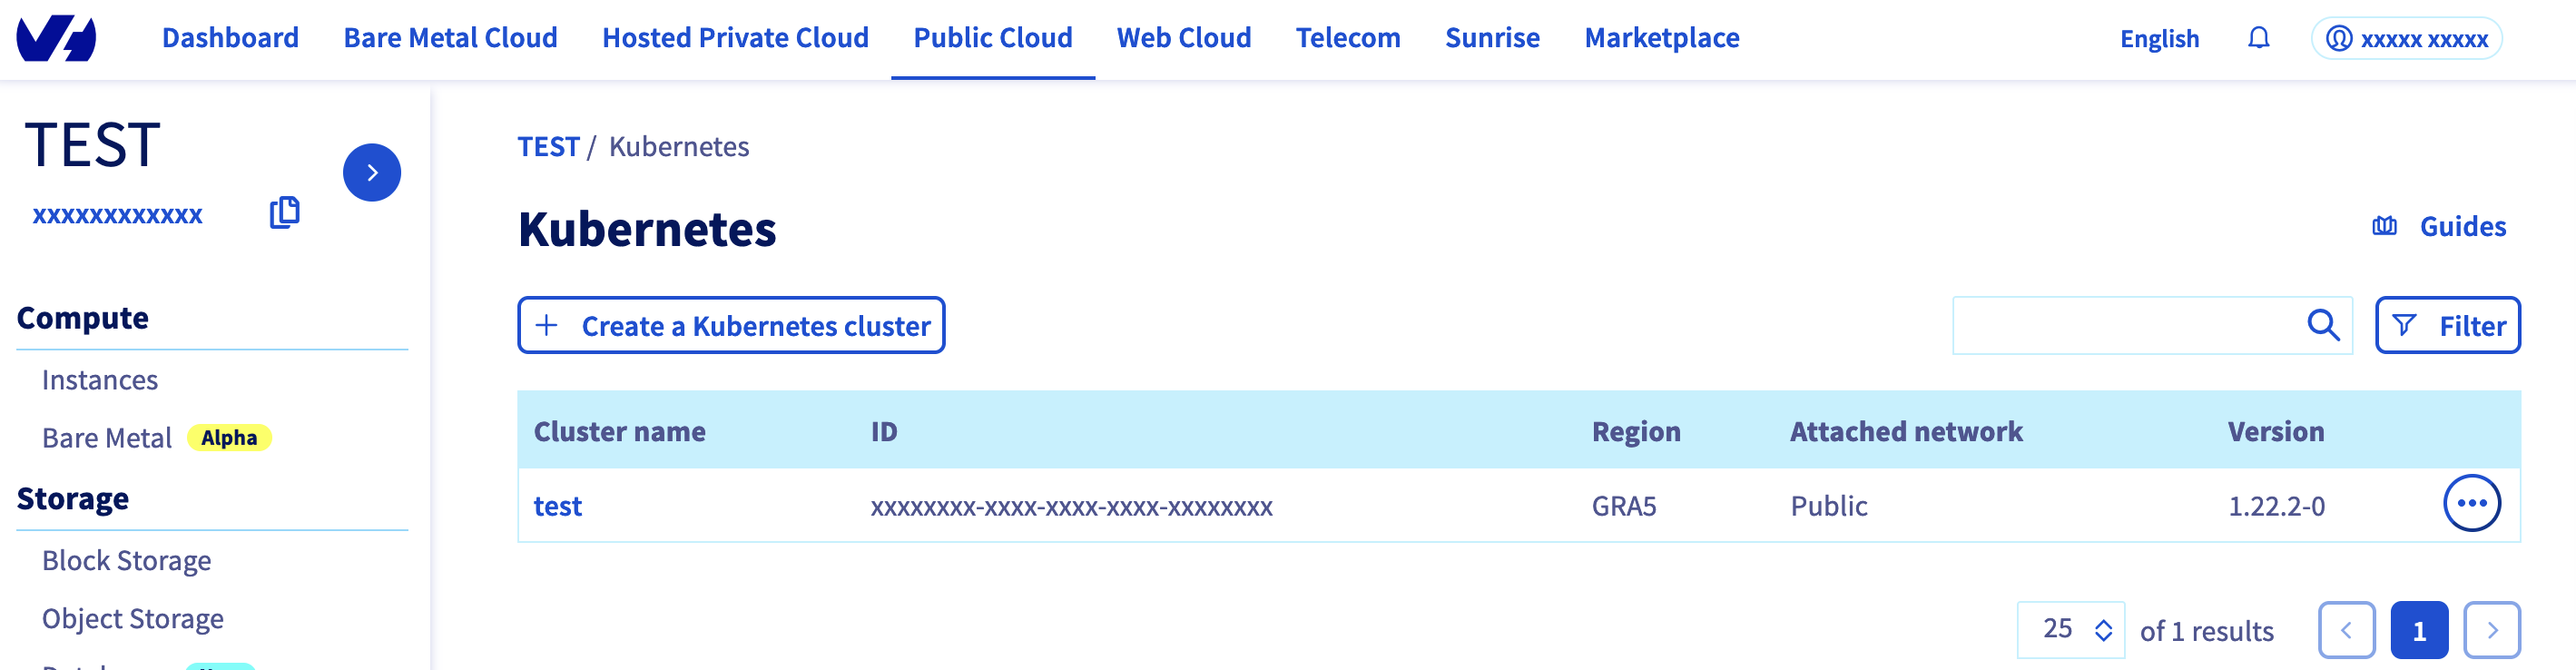 Dashboard Bare Metal Cloud Hosted Private Cloud Public Cloud Web Cloud Telecom Sunrise Marketplace English xxxxx xxxxx
TEST
xxxxxxxxxxxx
Compute
Instances
Bare Metal Alpha
Storage
Block Storage
Object Storage
TEST / Kubernetes
Kubernetes
Guides
Create a Kubernetes cluster
Filter
Cluster name ID Region Attached network Version
test xxxxxxxx-xxxx-xxxx-xxxx-xxxxxxxx GRA5 Public 1.22.2-0
25 of 1 results 1